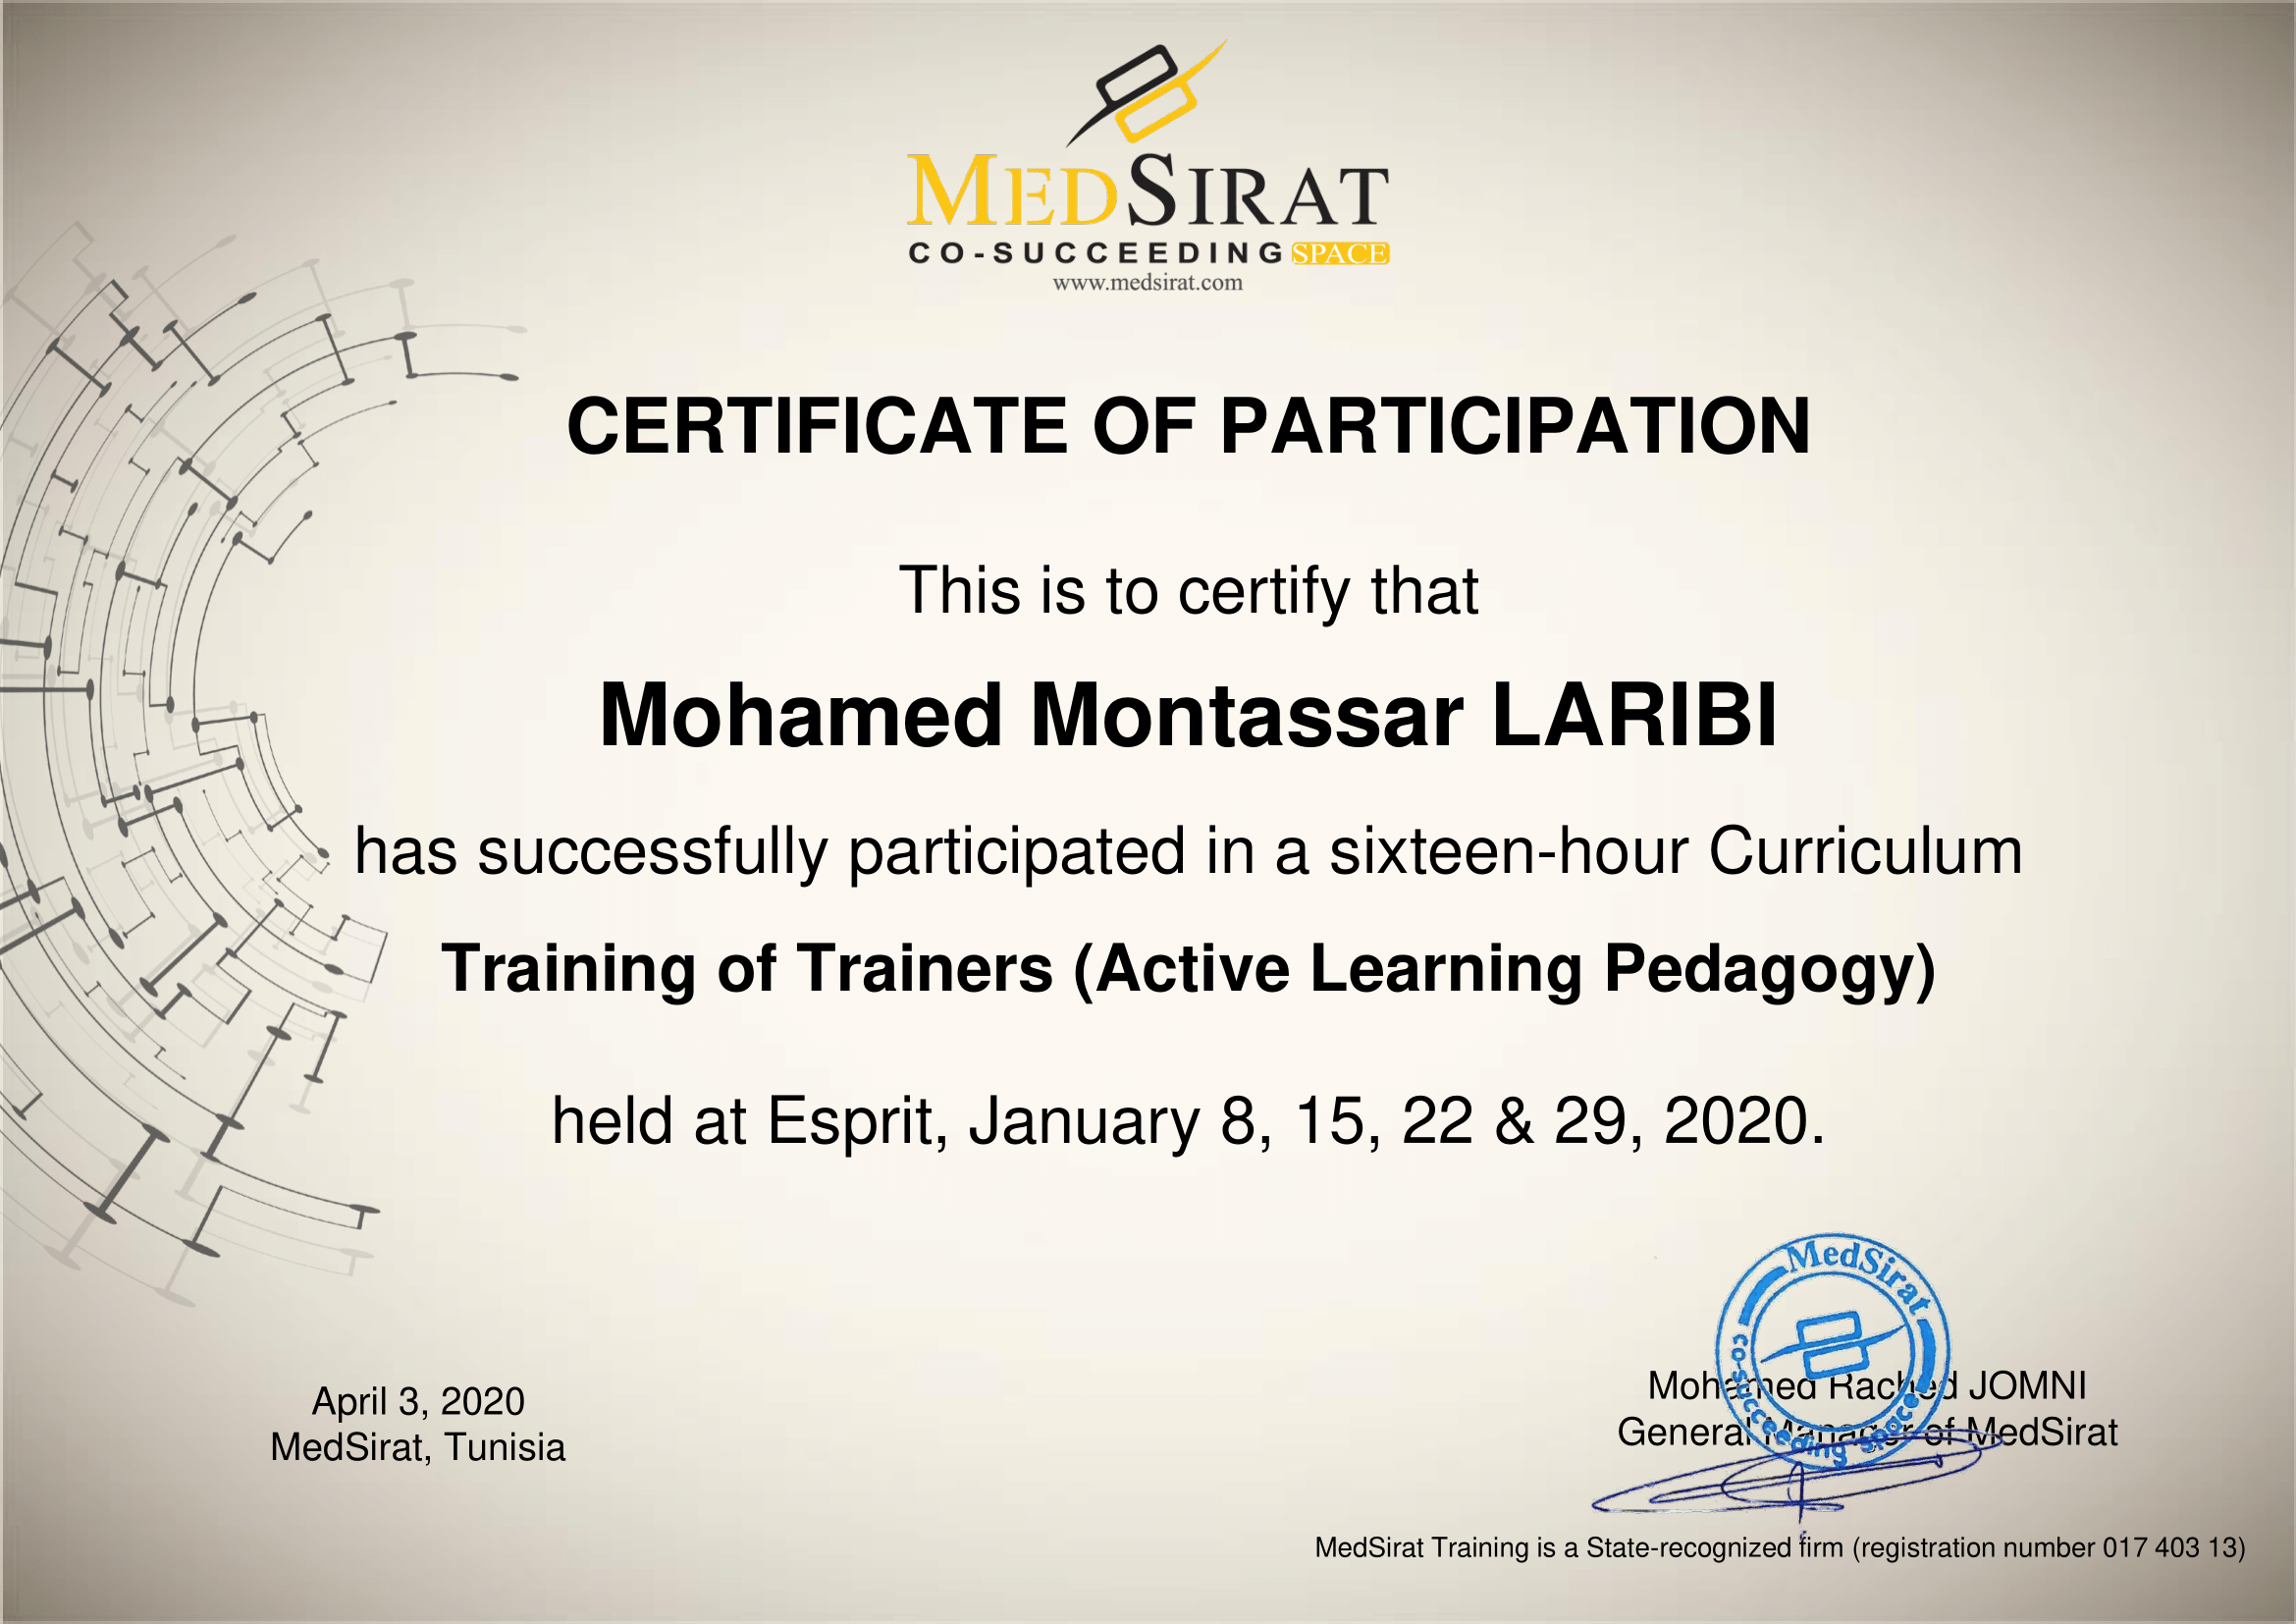 MEDSIRAT
CO-SUCCEEDING SPACE
www.medsirat.com
CERTIFICATE OF PARTICIPATION
This is to certify that
Mohamed Montassar LARIBI
has successfully participated in a sixteen-hour Curriculum
Training of Trainers (Active Learning Pedagogy)
held at Esprit, January 8, 15, 22 & 29, 2020.
MedSirat
co-succeeding space
Mohamed Rached JOMNI
General Manager of MedSirat
April 3, 2020
MedSirat, Tunisia
MedSirat Training is a State-recognized firm (registration number 017 403 13)